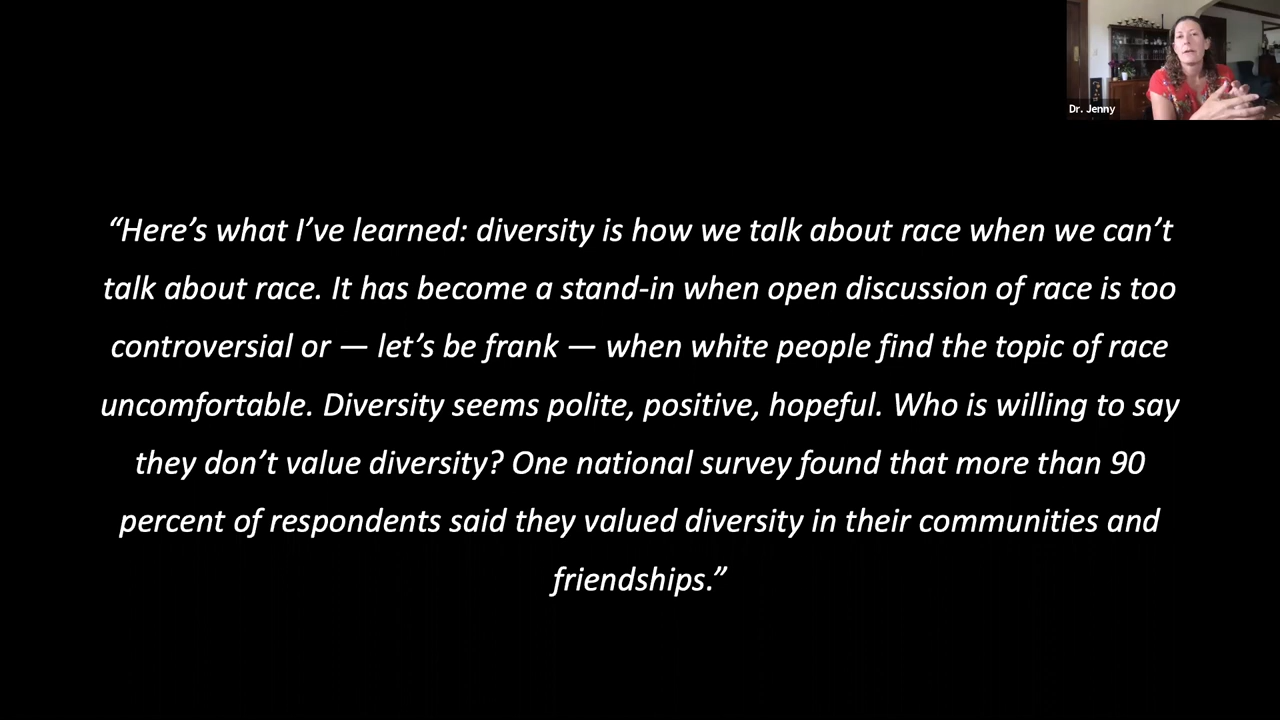 Dr. Jenny
“Here’s what I’ve learned: diversity is how we talk about race when we can’t
talk about race. It has become a stand-in when open discussion of race is too
controversial or — let’s be frank — when white people find the topic of race
uncomfortable. Diversity seems polite, positive, hopeful. Who is willing to say
they don’t value diversity? One national survey found that more than 90
percent of respondents said they valued diversity in their communities and
friendships.”